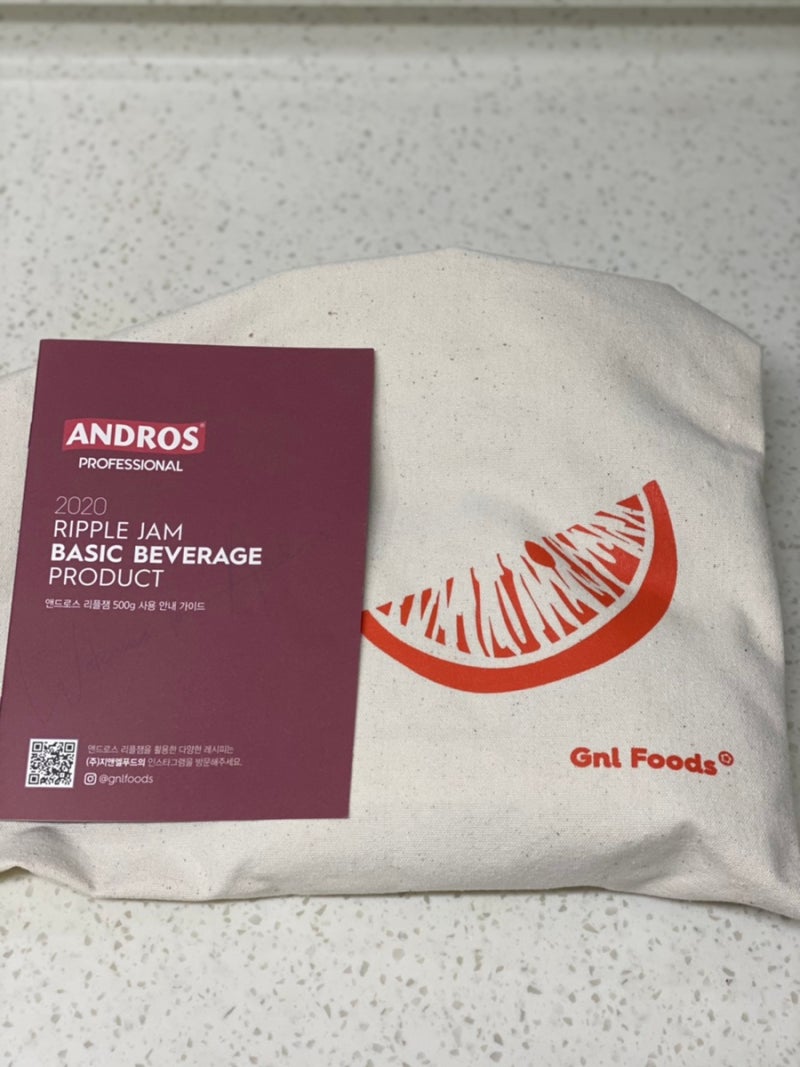 ANDROS®
PROFESSIONAL
2020
RIPPLE JAM
BASIC BEVERAGE
PRODUCT
앤드로스 리플잼 500g 사용 안내 가이드
앤드로스 리플잼을 활용한 다양한 레시피는
(주)지앤엘푸드의 인스타그램을 방문해주세요.
@gnlfoods
Gnl Foods®